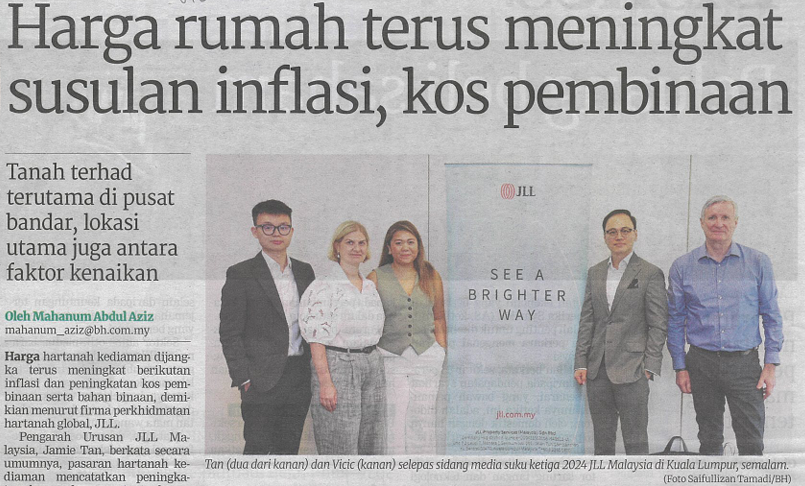 Harga rumah terus meningkat
susulan inflasi, kos pembinaan
Tanah terhad
terutama di pusat
bandar, lokasi
utama juga antara
faktor kenaikan
Oleh Mahanum Abdul Aziz
mahanum_aziz@bh.com.my
Harga hartanah kediaman dijang-
ka terus meningkat berikutan
inflasi dan peningkatan kos pem-
binaan serta bahan binaan, demi-
kian menurut firma perkhidmatan
hartanah global, JLL.
Pengarah Urusan JLL Ma-
laysia, Jamie Tan, berkata secara
umumnya, pasaran hartanah ke-
diaman mencatatkan peningka-
JLL
SEE A
BRIGHTER
WAY
jll.com.my
Tan (dua dari kanan) dan Vicic (kanan) selepas sidang media suku ketiga 2024 JLL Malaysia di Kuala Lumpur, semalam.
(Foto Saifullizan Tamadi/BH)